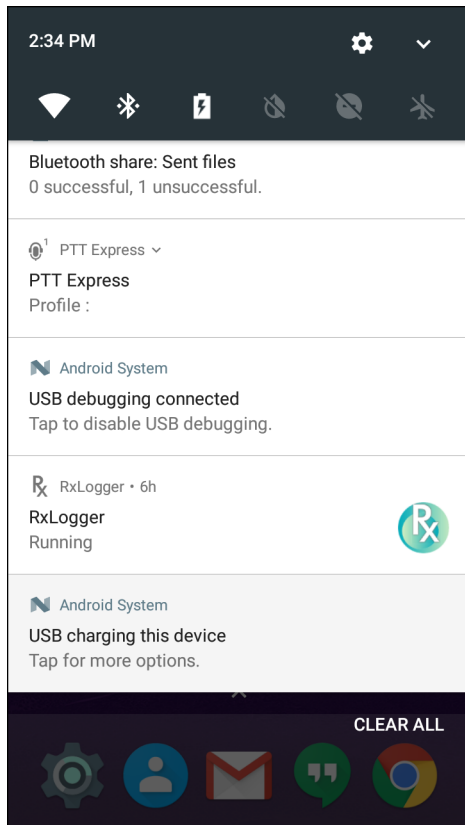 2:34 PM
Bluetooth share: Sent files
0 successful, 1 unsuccessful.
1 PTT Express
PTT Express
Profile :
Android System
USB debugging connected
Tap to disable USB debugging.
RxLogger • 6h
RxLogger
Running
Rx
Android System
USB charging this device
Tap for more options.
CLEAR ALL